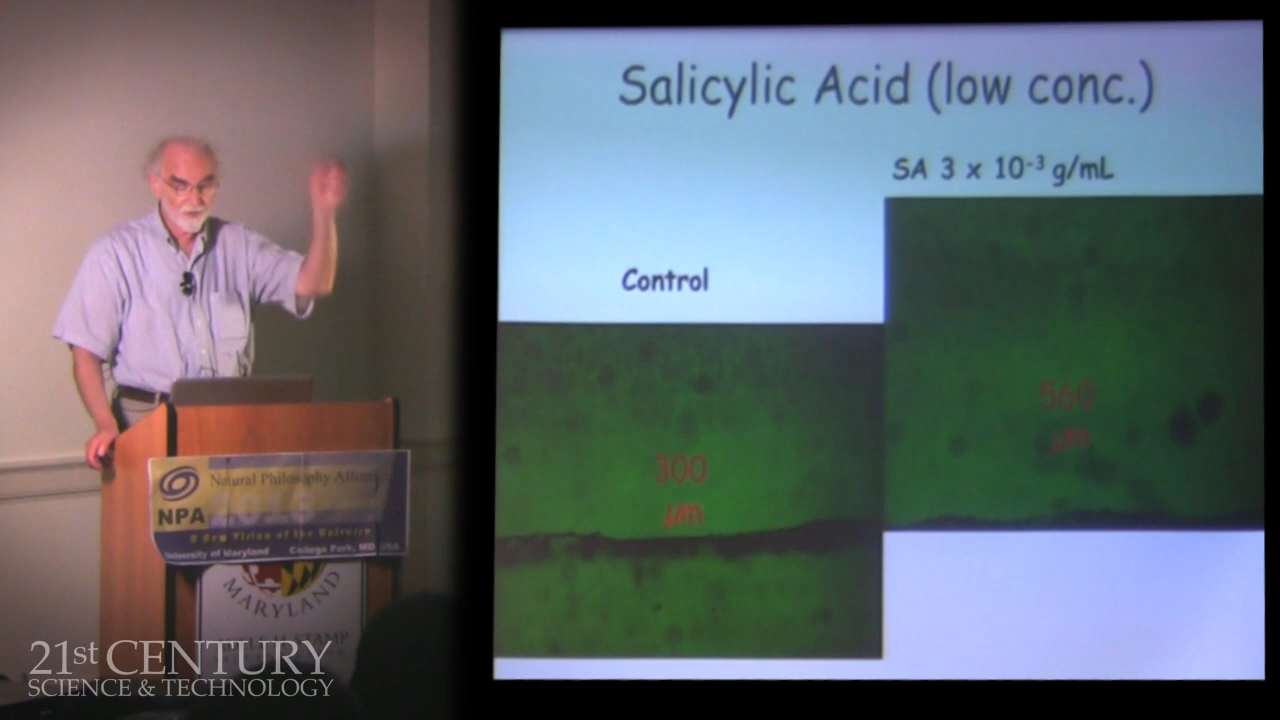 Salicylic Acid (low conc.)
SA 3 x 10⁻³ g/mL
Control
560
µm
300
µm
Natural Philosophy Alliance
NPA
A New Vision of the Universe
University of Maryland College Park, MD USA
MARYLAND
STAMP
21st CENTURY
SCIENCE & TECHNOLOGY